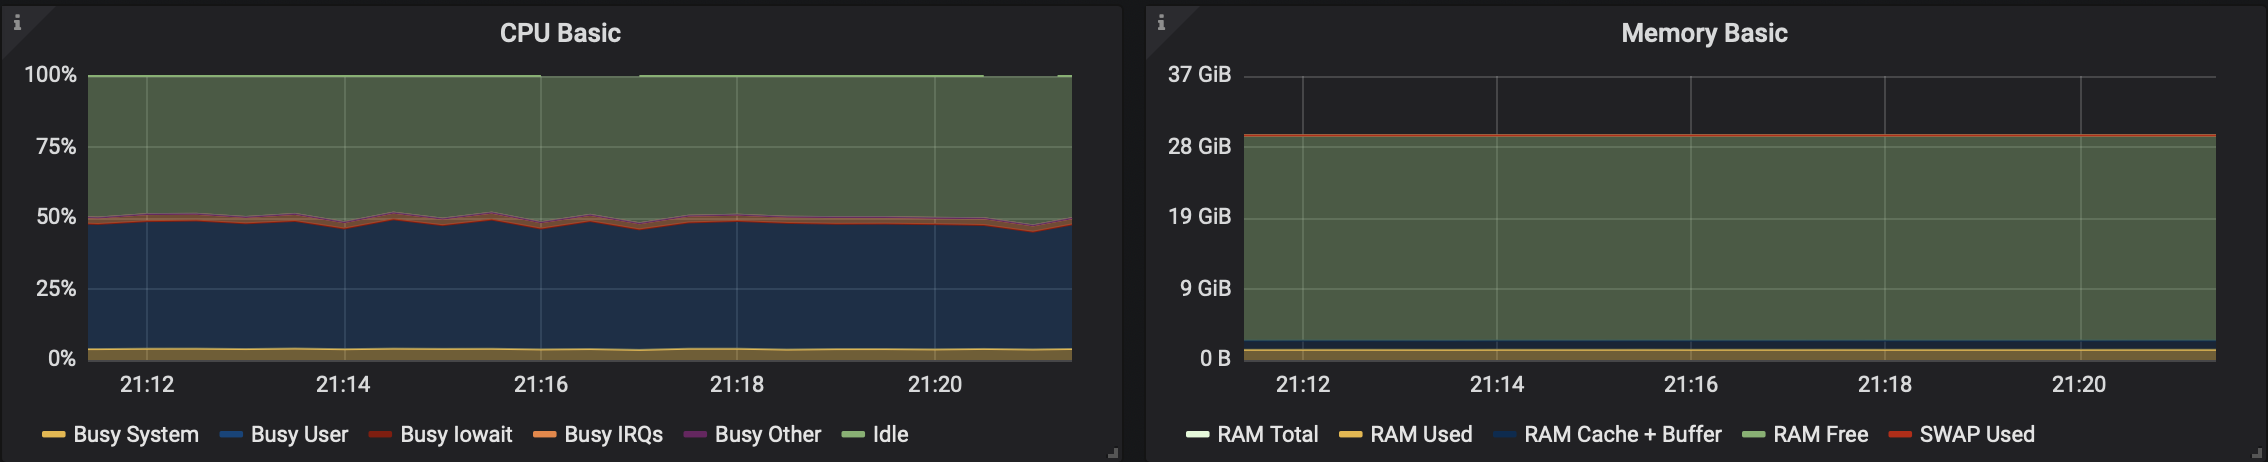 CPU Basic
100%
75%
50%
25%
0%
21:12 21:14 21:16 21:18 21:20
Busy System Busy User Busy Iowait Busy IRQs Busy Other Idle
Memory Basic
37 GiB
28 GiB
19 GiB
9 GiB
0 B
21:12 21:14 21:16 21:18 21:20
RAM Total RAM Used RAM Cache + Buffer RAM Free SWAP Used